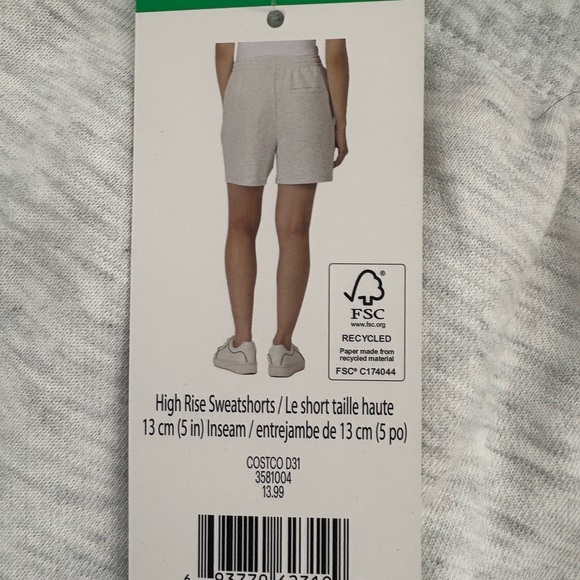 FSC
www.fsc.org
RECYCLED
Paper made from
recycled material
FSC® C174044
High Rise Sweatshorts / Le short taille haute
13 cm (5 in) Inseam / entrejambe de 13 cm (5 po)
COSTCO D31
3581004
13.99